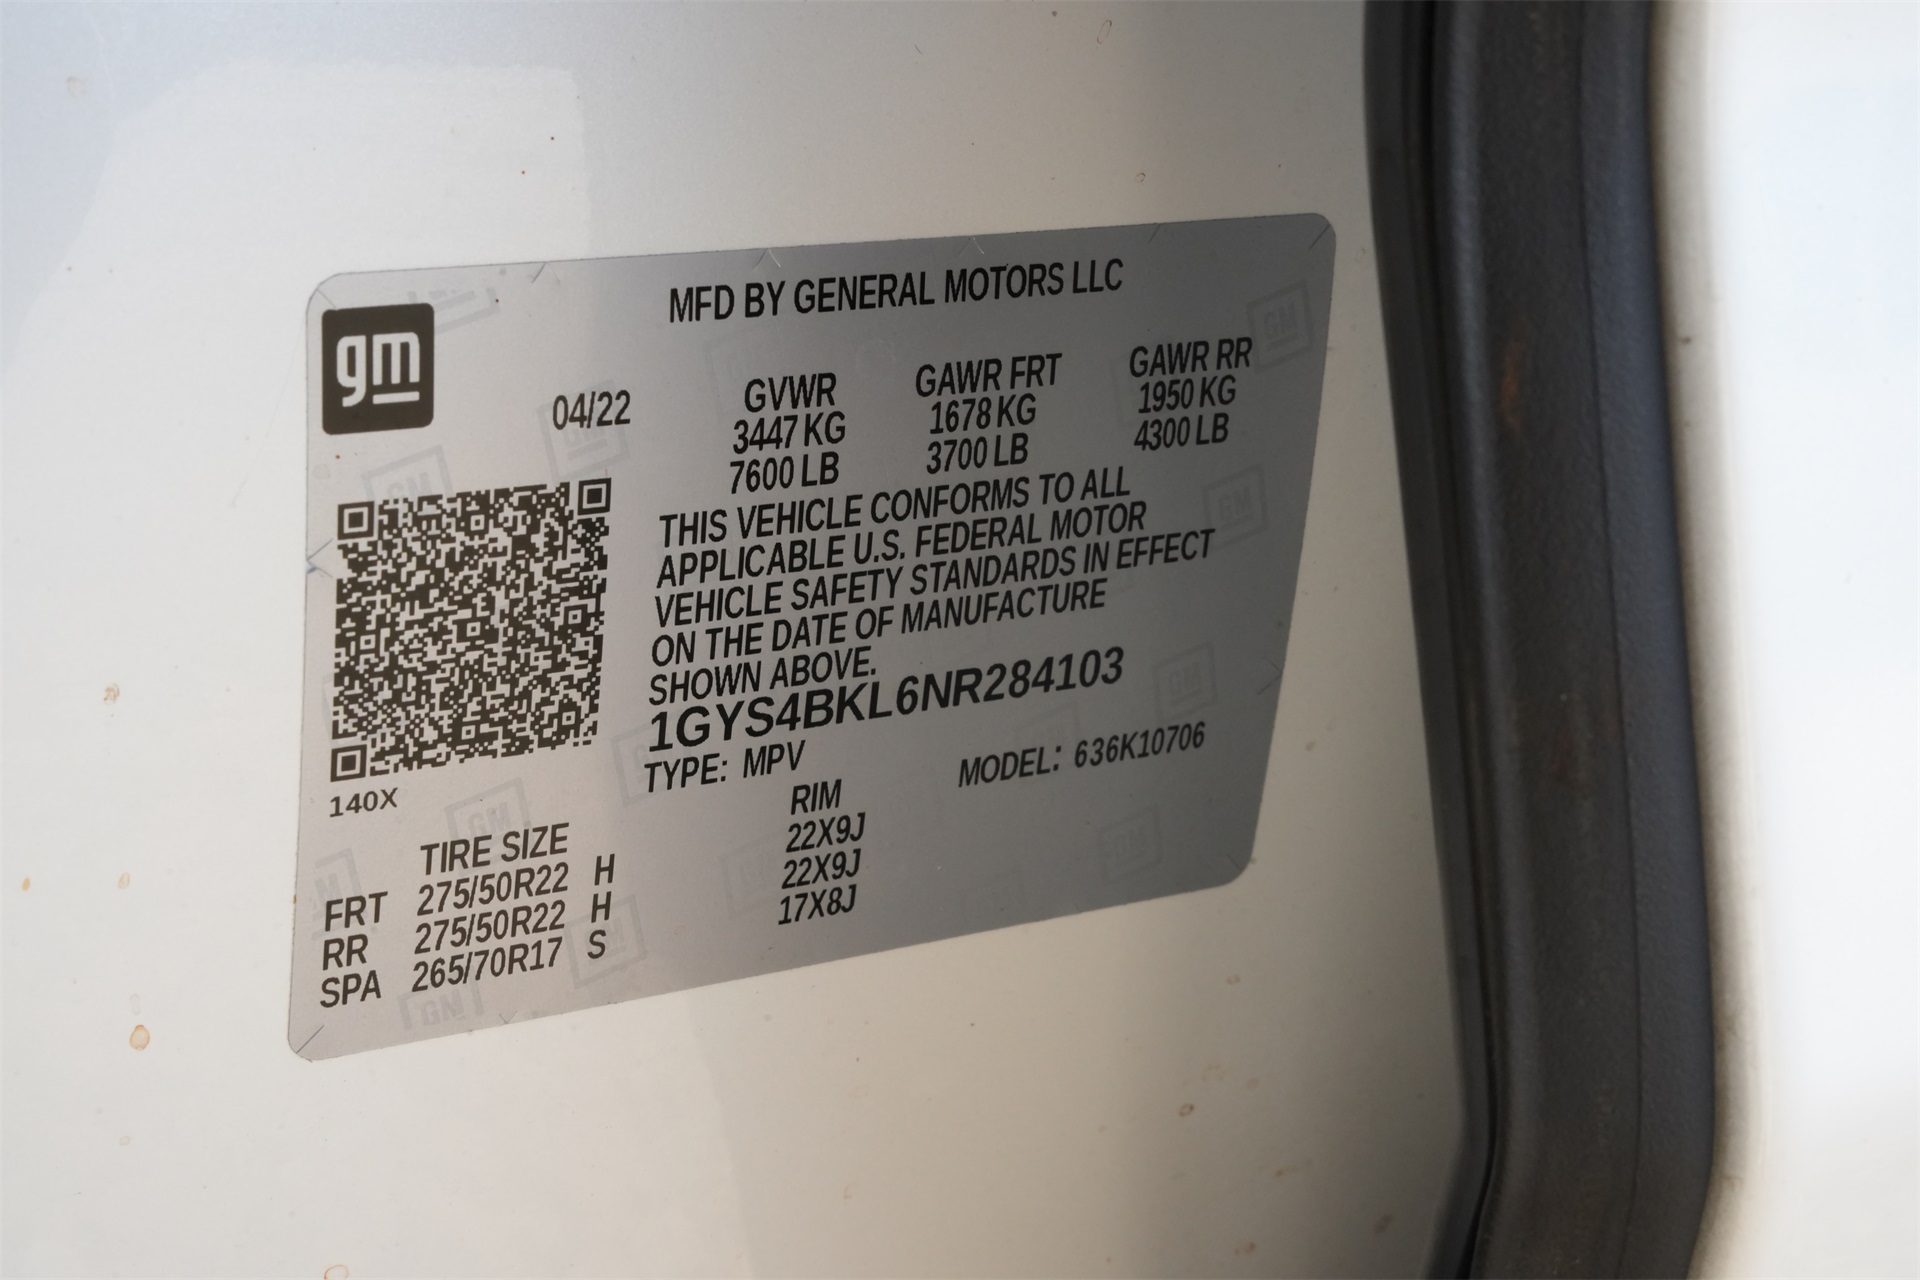 MFD BY GENERAL MOTORS LLC
gm
04/22
GVWR GAWR FRT GAWR RR
3447 KG 1678 KG 1950 KG
7600 LB 3700 LB 4300 LB
THIS VEHICLE CONFORMS TO ALL
APPLICABLE U.S. FEDERAL MOTOR
VEHICLE SAFETY STANDARDS IN EFFECT
ON THE DATE OF MANUFACTURE
SHOWN ABOVE.
1GYS4BKL6NR284103
TYPE: MPV MODEL: 636K10706
140X
TIRE SIZE RIM
FRT 275/50R22 H 22X9J
RR 275/50R22 H 22X9J
SPA 265/70R17 S 17X8J